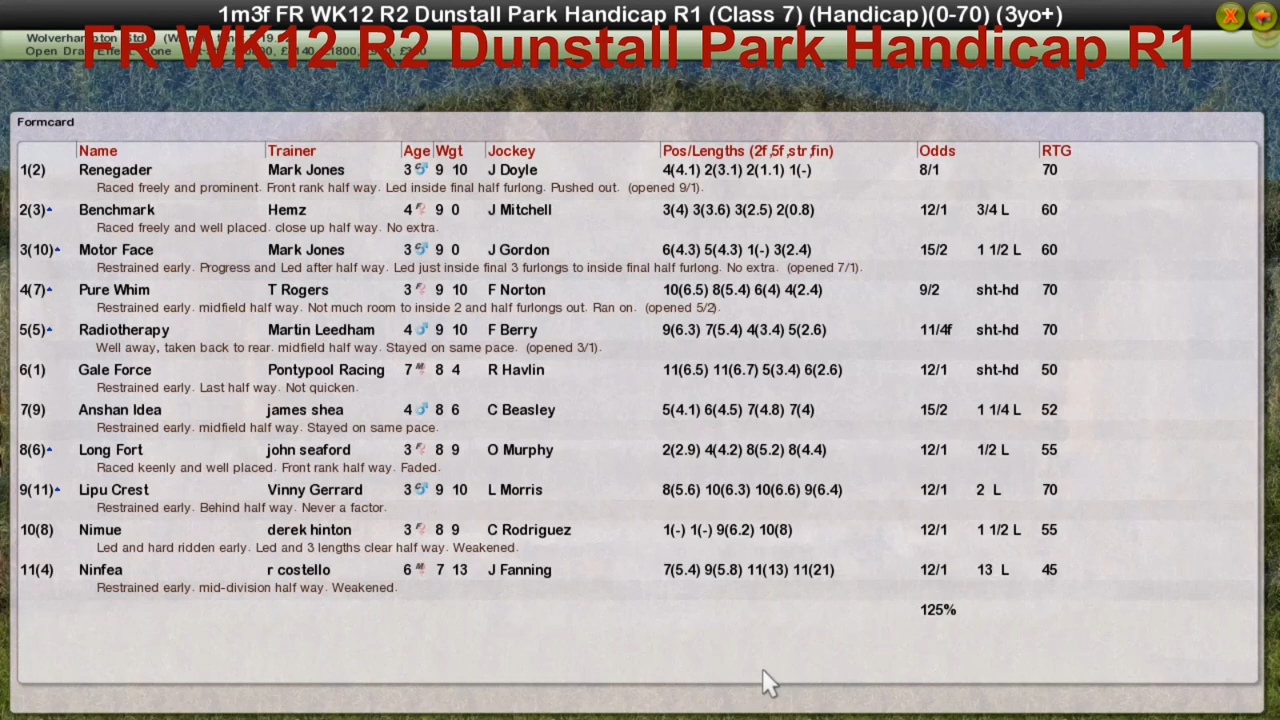 1m3f FR WK12 R2 Dunstall Park Handicap R1 (Class 7) (Handicap)(0-70) (3yo+)
FR WK12 R2 Dunstall Park Handicap R1
Formcard
Name Trainer Age Wgt Jockey Pos/Lengths (2f,5f,str,fin) Odds RTG
1(2) Renegader Mark Jones 3 9 10 J Doyle 4(4.1) 2(3.1) 2(1.1) 1(-) 8/1 70
Raced freely and prominent. Front rank half way. Led inside final half furlong. Pushed out. (opened 9/1).
2(3) Benchmark Hemz 4 9 0 J Mitchell 3(4) 3(3.6) 3(2.5) 2(0.8) 12/1 3/4 L 60
Raced freely and well placed. close up half way. No extra.
3(10) Motor Face Mark Jones 3 9 0 J Gordon 6(4.3) 5(4.3) 1(-) 3(2.4) 15/2 1 1/2 L 60
Restrained early. Progress and Led after half way. Led just inside final 3 furlongs to inside final half furlong. No extra. (opened 7/1).
4(7) Pure Whim T Rogers 3 9 10 F Norton 10(6.5) 8(5.4) 6(4) 4(2.4) 9/2 sht-hd 70
Restrained early. midfield half way. Not much room to inside 2 and half furlongs out. Ran on. (opened 5/2).
5(5) Radiotherapy Martin Leedham 4 9 10 F Berry 9(6.3) 7(5.4) 4(3.4) 5(2.6) 11/4f sht-hd 70
Well away, taken back to rear. midfield half way. Stayed on same pace. (opened 3/1).
6(1) Gale Force Pontypool Racing 7 8 4 R Havlin 11(6.5) 11(6.7) 5(3.4) 6(2.6) 12/1 sht-hd 50
Restrained early. Last half way. Not quicken.
7(9) Anshan Idea james shea 4 8 6 C Beasley 5(4.1) 6(4.5) 7(4.8) 7(4) 15/2 1 1/4 L 52
Restrained early. midfield half way. Stayed on same pace.
8(6) Long Fort john seaford 3 8 9 O Murphy 2(2.9) 4(4.2) 8(5.2) 8(4.4) 12/1 1/2 L 55
Raced keenly and well placed. Front rank half way. Faded.
9(11) Lipu Crest Vinny Gerrard 3 9 10 L Morris 8(5.6) 10(6.3) 10(6.6) 9(6.4) 12/1 2 L 70
Restrained early. Behind half way. Never a factor.
10(8) Nimue derek hinton 3 8 9 C Rodriguez 1(-) 1(-) 9(6.2) 10(8) 12/1 1 1/2 L 55
Led and hard ridden early. Led and 3 lengths clear half way. Weakened.
11(4) Ninfea r costello 6 7 13 J Fanning 7(5.4) 9(5.8) 11(13) 11(21) 12/1 13 L 45
Restrained early. mid-division half way. Weakened.
125%